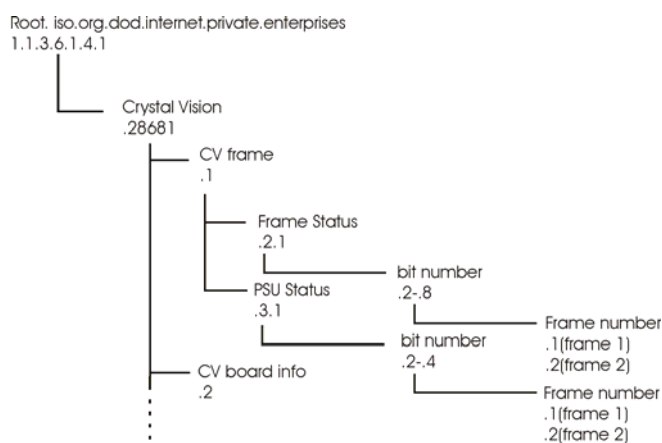 Root. iso.org.dod.internet.private.enterprises
1.1.3.6.1.4.1
Crystal Vision
.28681
CV frame
.1
Frame Status
.2.1
bit number
.2-.8
PSU Status
.3.1
Frame number
.1(frame 1)
.2(frame 2)
bit number
.2-.4
CV board info
.2
Frame number
.1(frame 1)
.2(frame 2)